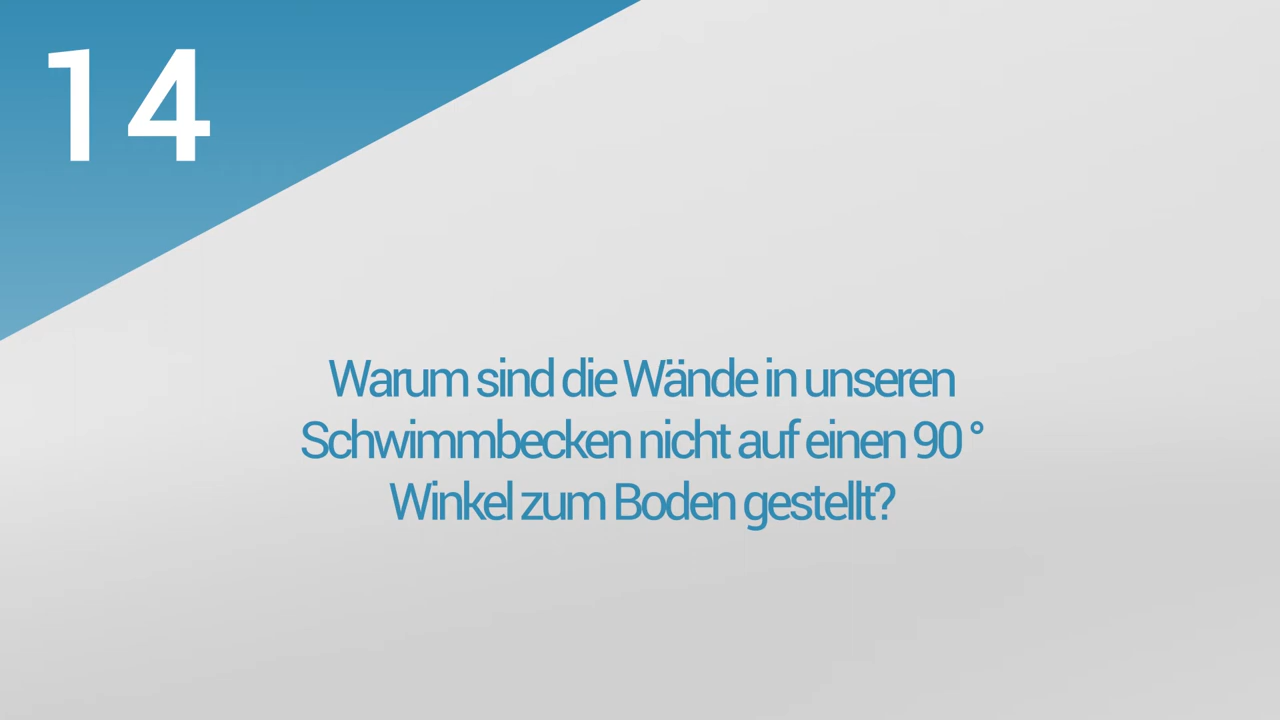 14
Warum sind die Wände in unseren
Schwimmbecken nicht auf einen 90 °
Winkel zum Boden gestellt?